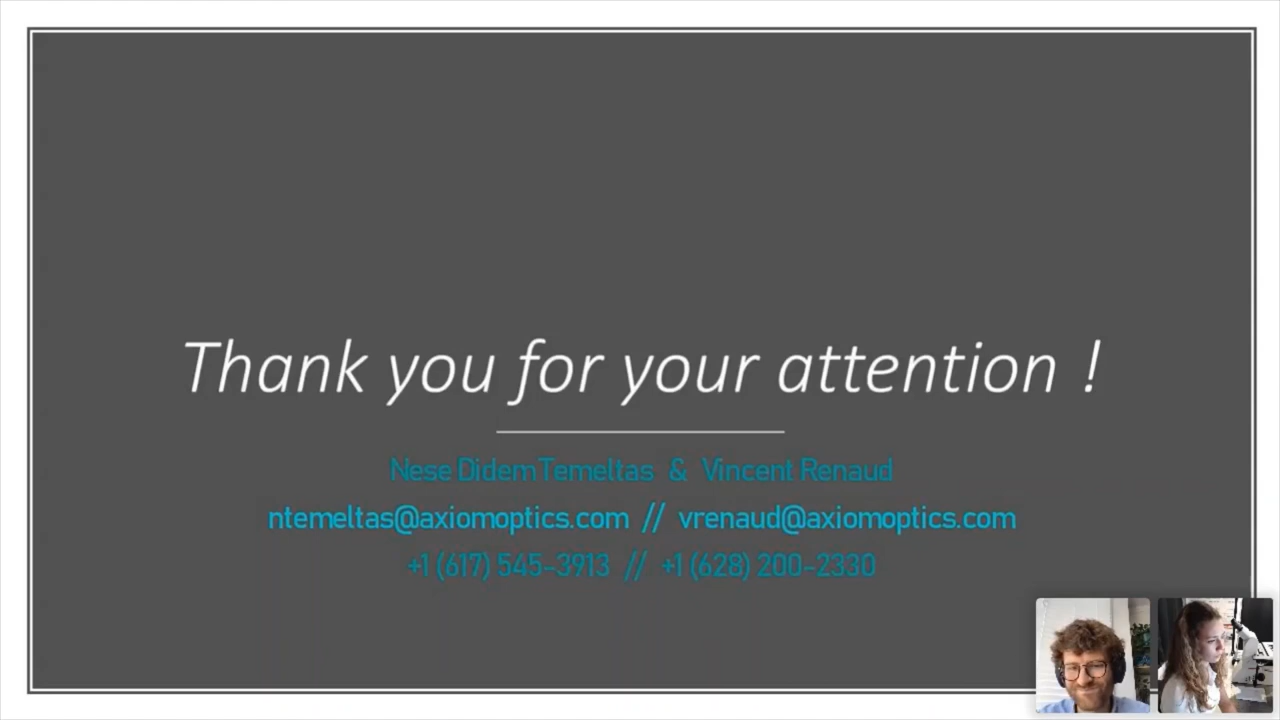 Thank you for your attention !
Nese Didem Temeltas & Vincent Renaud
ntemeltas@axiomoptics.com // vrenaud@axiomoptics.com
+1 (617) 545-3913 // +1 (628) 200-2330